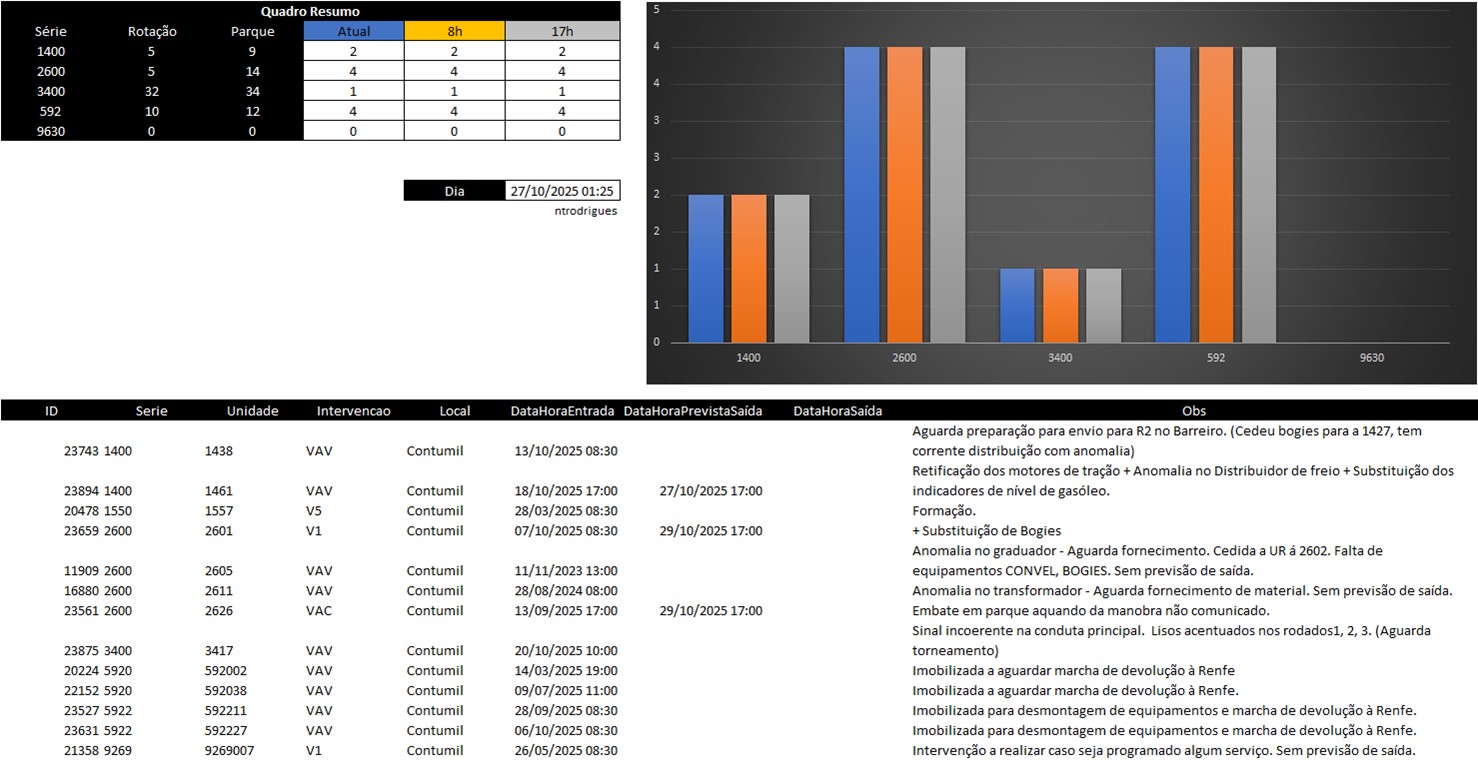 Quadro Resumo
Série Rotação Parque Atual 8h 17h
1400 5 9 2 2 2
2600 5 14 4 4 4
3400 32 34 1 1 1
592 10 12 4 4 4
9630 0 0 0 0 0
Dia 27/10/2025 01:25
ntrodrigues
5
4
4
3
3
2
2
1
1
0
1400 2600 3400 592 9630
ID Serie Unidade Intervencao Local DataHoraEntrada DataHoraPrevistaSaída DataHoraSaída Obs
Aguarda preparação para envio para R2 no Barreiro. (Cedeu bogies para a 1427, tem
23743 1400 1438 VAV Contumil 13/10/2025 08:30 corrente distribuição com anomalia)
Retificação dos motores de tração + Anomalia no Distribuidor de freio + Substituição dos
23894 1400 1461 VAV Contumil 18/10/2025 17:00 27/10/2025 17:00 indicadores de nível de gasóleo.
20478 1550 1557 V5 Contumil 28/03/2025 08:30 Formação.
23659 2600 2601 V1 Contumil 07/10/2025 08:30 29/10/2025 17:00 + Substituição de Bogies
Anomalia no graduador - Aguarda fornecimento. Cedida a UR á 2602. Falta de
11909 2600 2605 VAV Contumil 11/11/2023 13:00 equipamentos CONVEL, BOGIES. Sem previsão de saída.
16880 2600 2611 VAV Contumil 28/08/2024 08:00 Anomalia no transformador - Aguarda fornecimento de material. Sem previsão de saída.
23561 2600 2626 VAC Contumil 13/09/2025 17:00 29/10/2025 17:00 Embate em parque aquando da manobra não comunicado.
Sinal incoerente na conduta principal.  Lisos acentuados nos rodados1, 2, 3. (Aguarda
23875 3400 3417 VAV Contumil 20/10/2025 10:00 torneamento)
20224 5920 592002 VAV Contumil 14/03/2025 19:00 Imobilizada a aguardar marcha de devolução à Renfe
22152 5920 592038 VAV Contumil 09/07/2025 11:00 Imobilizada a aguardar marcha de devolução à Renfe.
23527 5922 592211 VAV Contumil 28/09/2025 08:30 Imobilizada para desmontagem de equipamentos e marcha de devolução à Renfe.
23631 5922 592227 VAV Contumil 06/10/2025 08:30 Imobilizada para desmontagem de equipamentos e marcha de devolução à Renfe.
21358 9269 9269007 V1 Contumil 26/05/2025 08:30 Intervenção a realizar caso seja programado algum serviço. Sem previsão de saída.